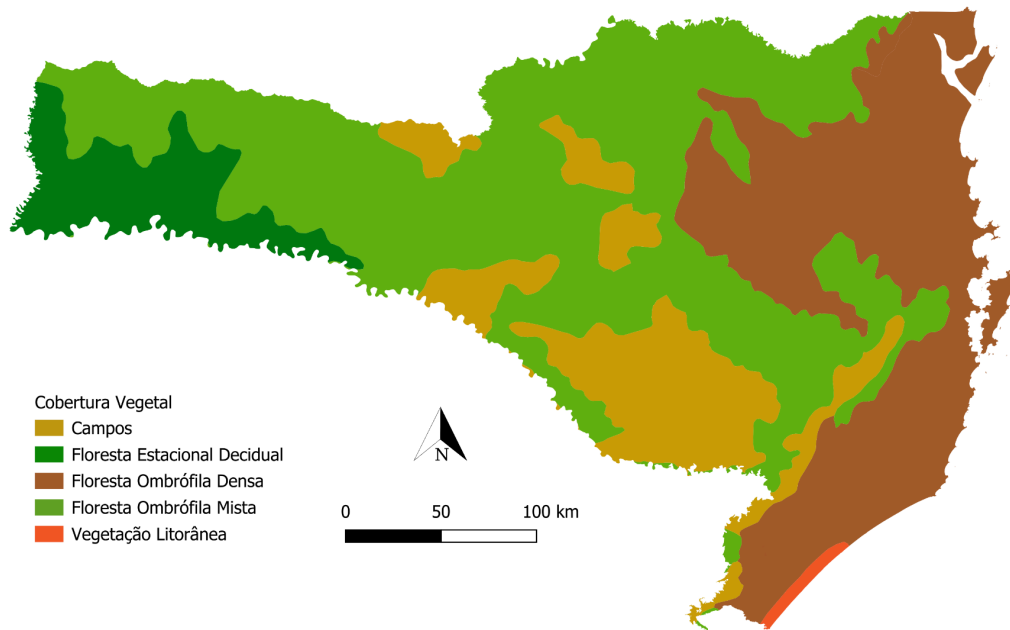 Cobertura Vegetal
Campos
Floresta Estacional Decidual
Floresta Ombrófila Densa
Floresta Ombrófila Mista
Vegetação Litorânea
N
0 50 100 km